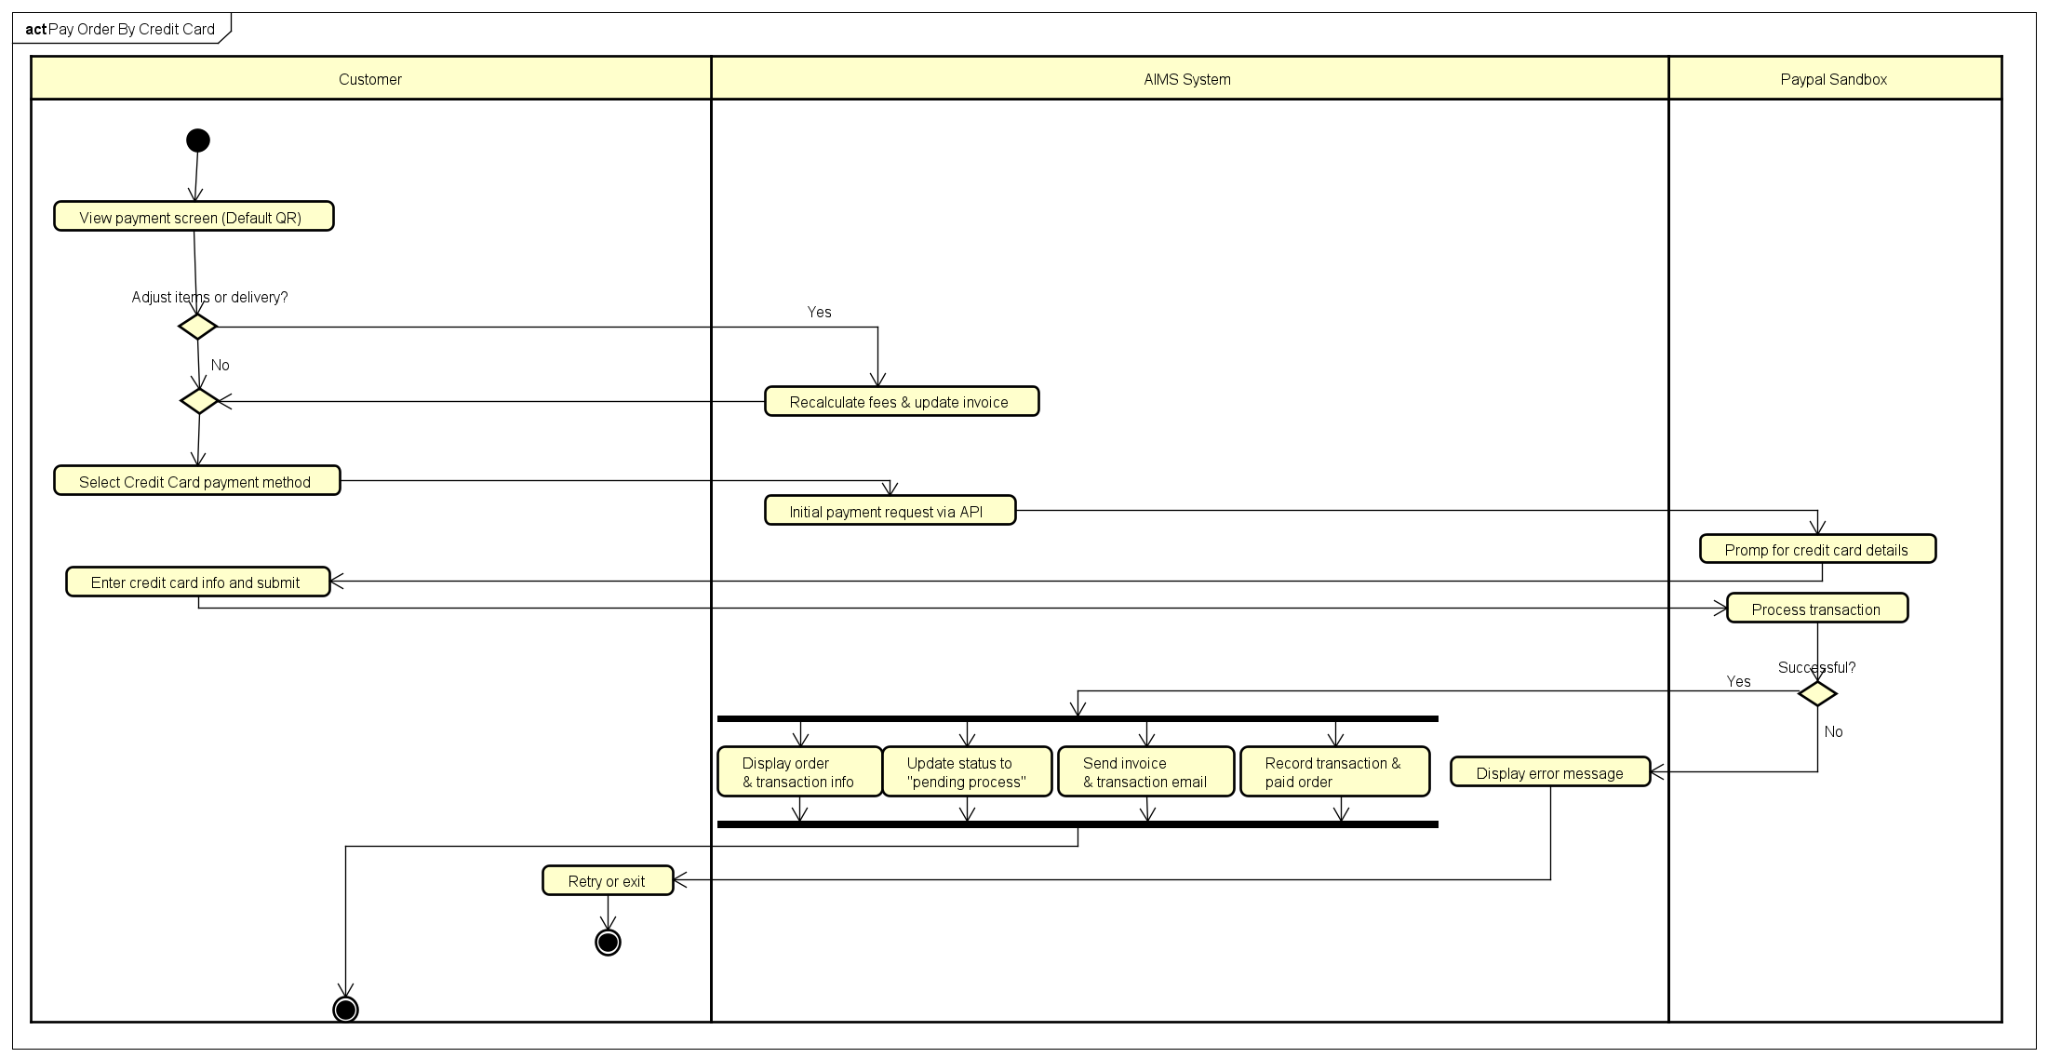 act Pay Order By Credit Card
Customer
AIMS System
Paypal Sandbox
View payment screen (Default QR)
Adjust items or delivery?
Yes
No
Recalculate fees & update invoice
Select Credit Card payment method
Initial payment request via API
Promp for credit card details
Enter credit card info and submit
Process transaction
Successful?
Yes
No
Display order
& transaction info
Update status to
"pending process"
Send invoice
& transaction email
Record transaction &
paid order
Display error message
Retry or exit